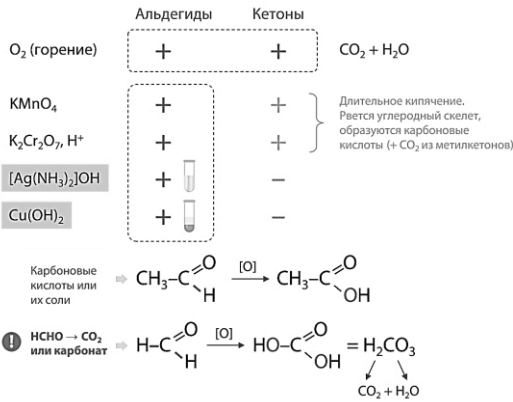 Альдегиды Кетоны
O₂ (горение) + + CO₂ + H₂O
KMnO₄ + +
K₂Cr₂O₇, H⁺ + +
Длительное кипячение.
Рвется углеродный скелет,
образуются карбоновые
кислоты (+ CO₂ из метилкетонов)
[Ag(NH₃)₂]OH + −
Cu(OH)₂ + −
Карбоновые
кислоты или
их соли
CH₃–C O H [O] CH₃–C O OH
! HCHO → CO₂
или карбонат
H–C O H [O] HO–C O OH = H₂CO₃
CO₂ + H₂O